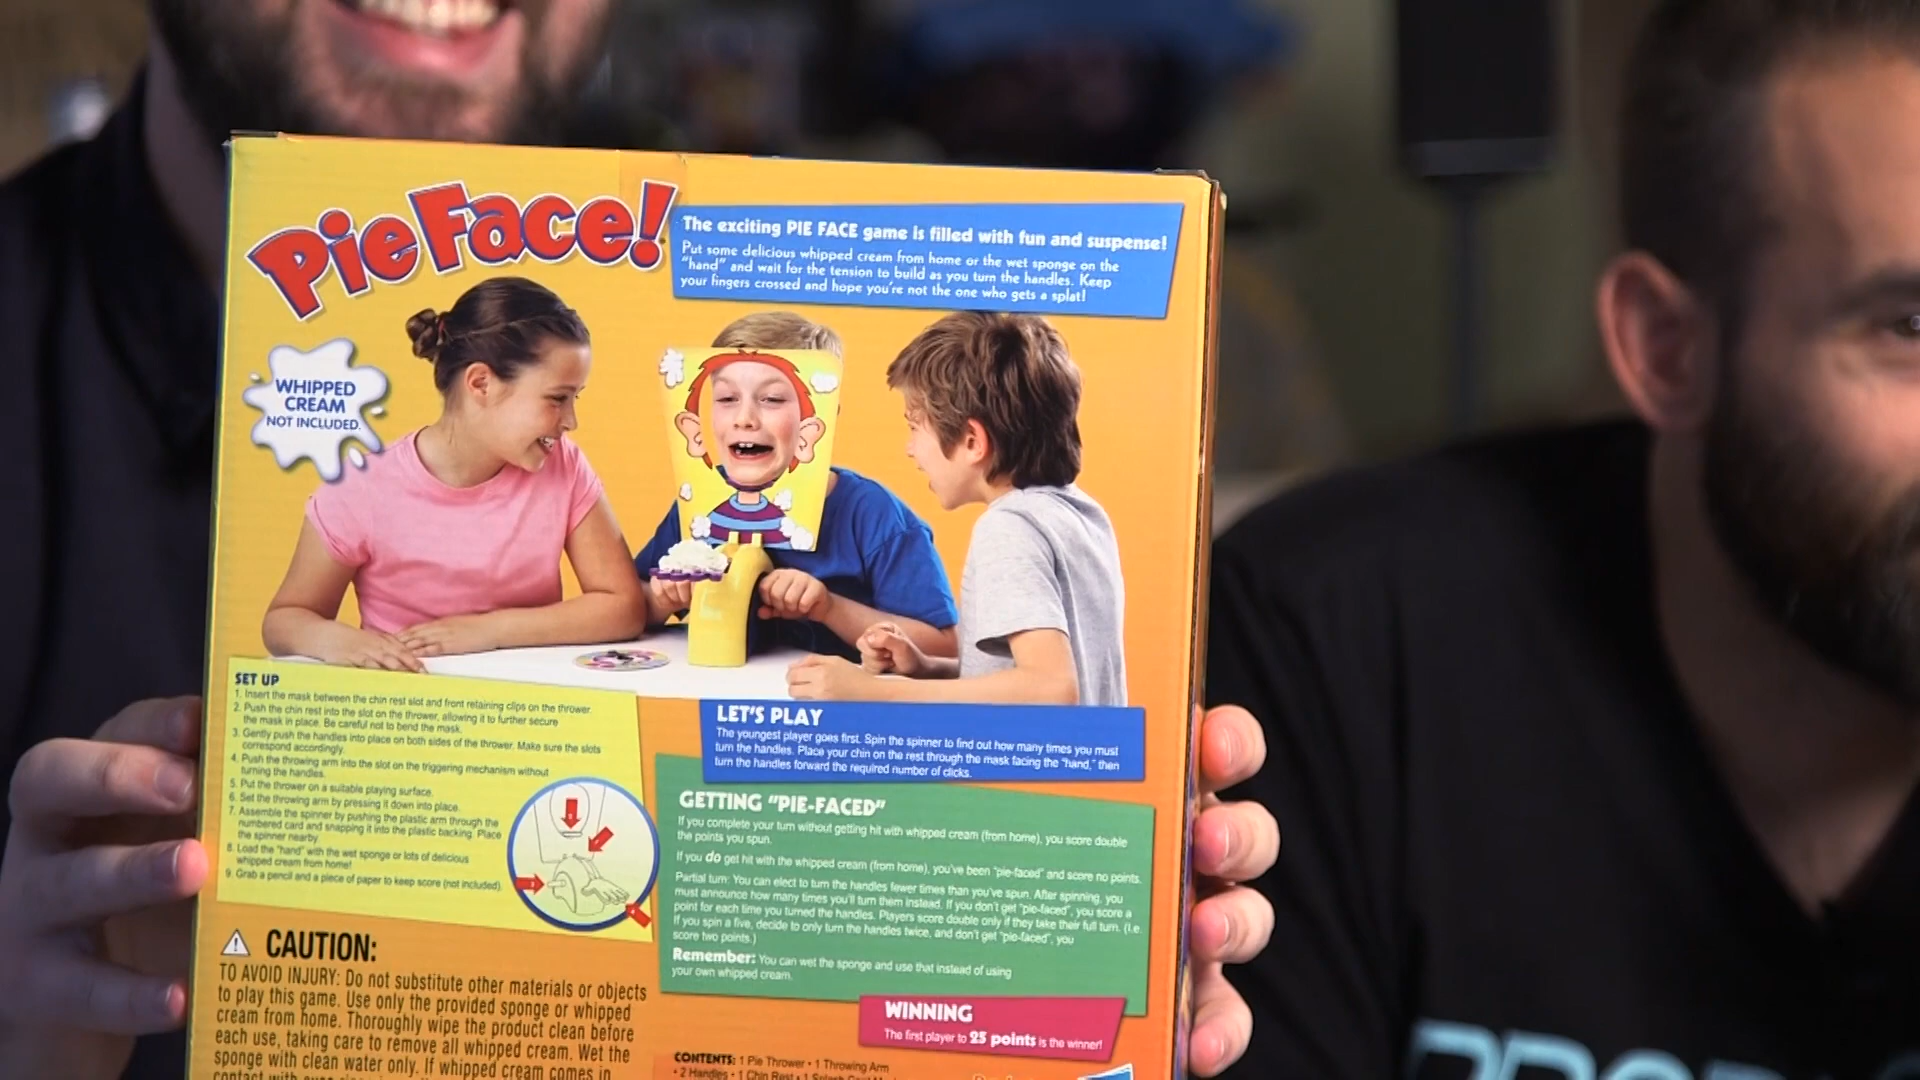 Pie Face!
The exciting PIE FACE game is filled with fun and suspense!
Put some delicious whipped cream from home or the wet sponge on the
"hand" and wait for the tension to build as you turn the handles. Keep
your fingers crossed and hope you're not the one who gets a splat!
WHIPPED
CREAM
NOT INCLUDED.
SET UP
1. Insert the mask between the chin rest slot and front retaining clips on the thrower.
2. Push the chin rest into the slot on the thrower, allowing it to further secure
the mask in place. Be careful not to bend the mask.
3. Gently push the handles into place on both sides of the thrower. Make sure the slots
correspond accordingly.
4. Push the throwing arm into the slot on the triggering mechanism without
turning the handles.
5. Put the thrower on a suitable playing surface.
6. Set the throwing arm by pressing it down into place.
7. Assemble the spinner by pushing the plastic arm through the
numbered card and snapping it into the plastic backing. Place
the spinner nearby.
8. Load the "hand" with the wet sponge or lots of delicious
whipped cream from home!
9. Grab a pencil and a piece of paper to keep score (not included).
LET'S PLAY
The youngest player goes first. Spin the spinner to find out how many times you must
turn the handles. Place your chin on the rest through the mask facing the "hand," then
turn the handles forward the required number of clicks.
GETTING "PIE-FACED"
If you complete your turn without getting hit with whipped cream (from home), you score double
the points you spun.
If you do get hit with the whipped cream (from home), you've been "pie-faced" and score no points.
Partial turn: You can elect to turn the handles fewer times than you've spun. After spinning, you
must announce how many times you'll turn them instead. If you don't get "pie-faced", you score a
point for each time you turned the handles. Players score double only if they take their full turn. (I.e.
If you spin a five, decide to only turn the handles twice, and don't get "pie-faced", you
score two points.)
Remember: You can wet the sponge and use that instead of using
your own whipped cream.
WINNING
The first player to 25 points is the winner!
CAUTION:
TO AVOID INJURY: Do not substitute other materials or objects
to play this game. Use only the provided sponge or whipped
cream from home. Thoroughly wipe the product clean before
each use, taking care to remove all whipped cream. Wet the
sponge with clean water only. If whipped cream comes in
contact with
CONTENTS: 1 Pie Thrower • 1 Throwing Arm
• 2 Handles • 1 Chin Rest • 1 Splash Card